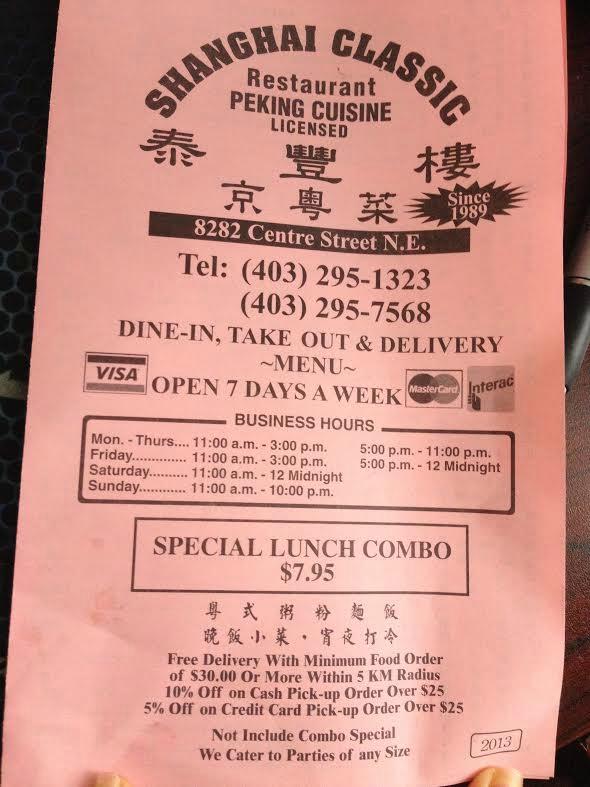 SHANGHAI CLASSIC
Restaurant
PEKING CUISINE
LICENSED
泰豐樓
京粵菜
Since
1989
8282 Centre Street N.E.
Tel: (403) 295-1323
(403) 295-7568
DINE-IN, TAKE OUT & DELIVERY
~MENU~
VISA
OPEN 7 DAYS A WEEK
MasterCard
Interac
BUSINESS HOURS
Mon. - Thurs.... 11:00 a.m. - 3:00 p.m. 5:00 p.m. - 11:00 p.m.
Friday.............. 11:00 a.m. - 3:00 p.m. 5:00 p.m. - 12 Midnight
Saturday.......... 11:00 a.m. - 12 Midnight
Sunday............ 11:00 a.m. - 10:00 p.m.
SPECIAL LUNCH COMBO
$7.95
粵式粥粉麵飯
晚飯小菜·宵夜打冷
Free Delivery With Minimum Food Order
of $30.00 Or More Within 5 KM Radius
10% Off on Cash Pick-up Order Over $25
5% Off on Credit Card Pick-up Order Over $25
Not Include Combo Special
We Cater to Parties of any Size
2013